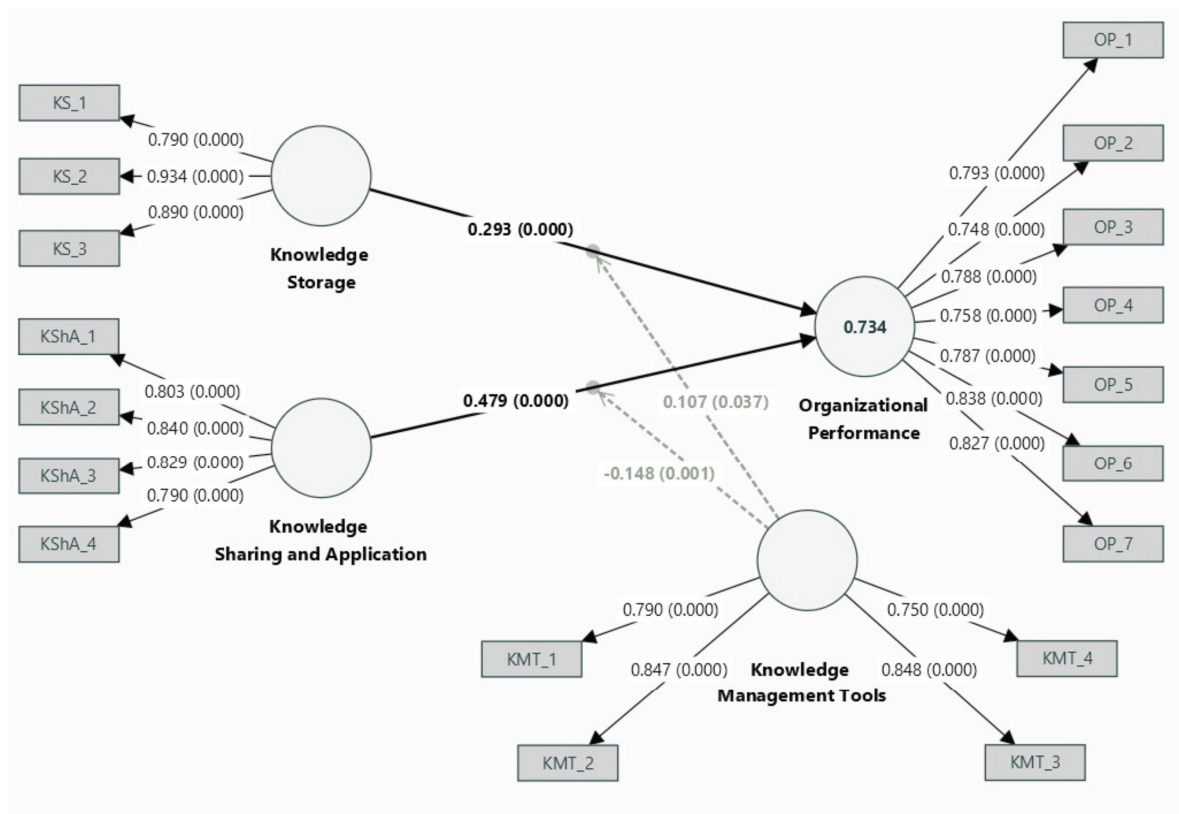 KS_1
0.790 (0.000)
KS_2
0.934 (0.000)
0.890 (0.000)
KS_3
Knowledge
Storage
0.293 (0.000)
KShA_1
0.803 (0.000)
KShA_2
0.840 (0.000)
KShA_3
0.829 (0.000)
0.790 (0.000)
KShA_4
Knowledge
Sharing and Application
0.479 (0.000)
0.107 (0.037)
-0.148 (0.001)
0.734
Organizational
Performance
OP_1
0.793 (0.000)
OP_2
0.748 (0.000)
OP_3
0.788 (0.000)
OP_4
0.758 (0.000)
0.787 (0.000)
OP_5
0.838 (0.000)
0.827 (0.000)
OP_6
OP_7
0.790 (0.000)
0.750 (0.000)
KMT_1
KMT_4
0.847 (0.000)
0.848 (0.000)
Knowledge
Management Tools
KMT_2
KMT_3